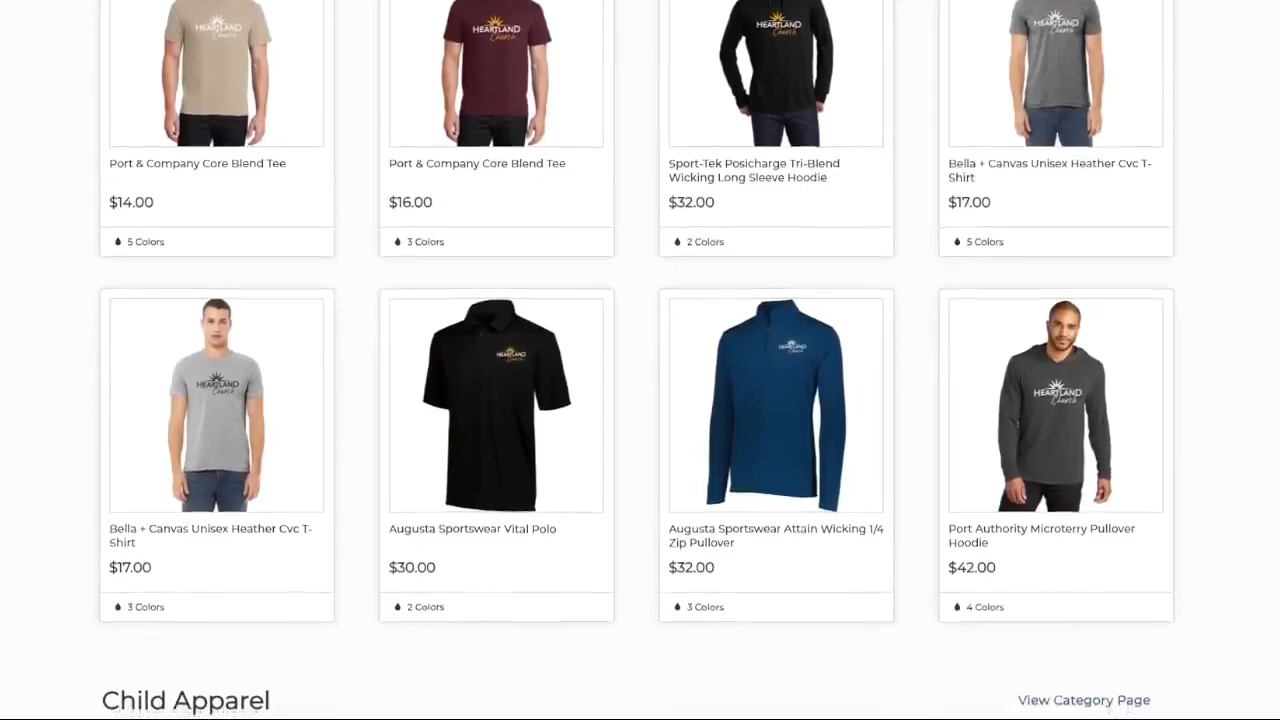 HEARTLAND
Church
HEARTLAND
Church
HEARTLAND
Church
HEARTLAND
Church
Port & Company Core Blend Tee
$14.00
5 Colors
Port & Company Core Blend Tee
$16.00
3 Colors
Sport-Tek Posicharge Tri-Blend
Wicking Long Sleeve Hoodie
$32.00
2 Colors
Bella + Canvas Unisex Heather Cvc T-
Shirt
$17.00
5 Colors
HEARTLAND
Church
HEARTLAND
Church
HEARTLAND
Church
HEARTLAND
Church
Bella + Canvas Unisex Heather Cvc T-
Shirt
$17.00
3 Colors
Augusta Sportswear Vital Polo
$30.00
2 Colors
Augusta Sportswear Attain Wicking 1/4
Zip Pullover
$32.00
3 Colors
Port Authority Microterry Pullover
Hoodie
$42.00
4 Colors
Child Apparel
View Category Page